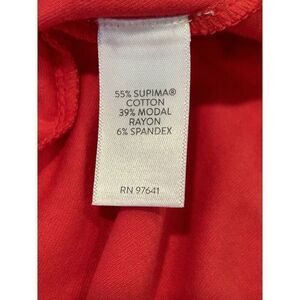 55% SUPIMA®
COTTON
39% MODAL
RAYON
6% SPANDEX
RN 97641